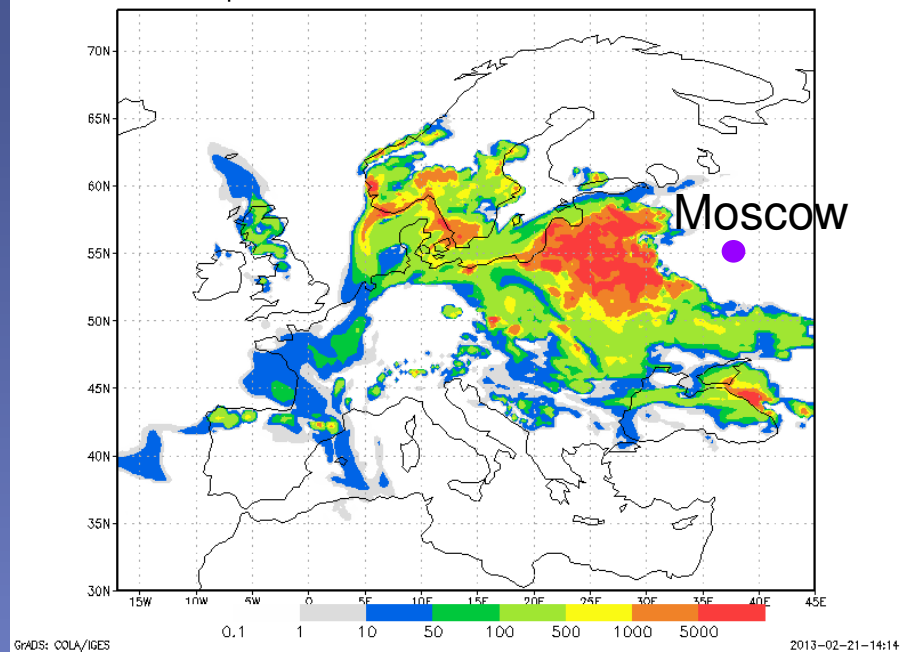 70N
65N
60N
Moscow
55N
50N
45N
40N
35N
30N
15W 10W 5W 0 5E 10E 15E 20E 25E 30E 35E 40E 45E
0.1 1 10 50 100 500 1000 5000
GrADS: COLA/IGES 2013-02-21-14:14